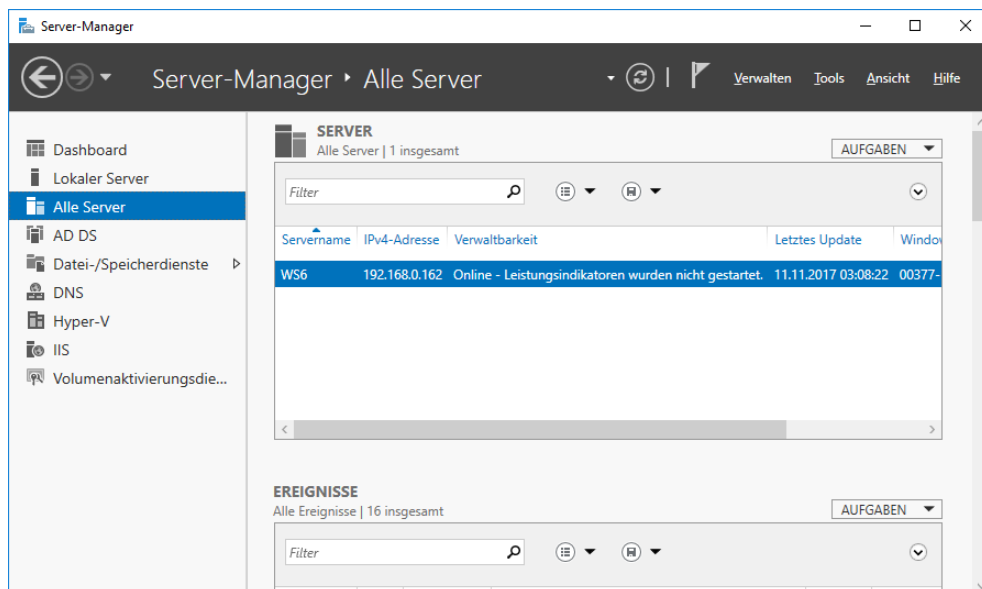 Server-Manager
Server-Manager ‣ Alle Server
Verwalten Tools Ansicht Hilfe
Dashboard
Lokaler Server
Alle Server
AD DS
Datei-/Speicherdienste
DNS
Hyper-V
IIS
Volumenaktivierungsdie...
SERVER
Alle Server | 1 insgesamt
AUFGABEN
Filter
Servername IPv4-Adresse Verwaltbarkeit Letztes Update Window
WS6 192.168.0.162 Online - Leistungsindikatoren wurden nicht gestartet. 11.11.2017 03:08:22 00377-
EREIGNISSE
Alle Ereignisse | 16 insgesamt
AUFGABEN
Filter